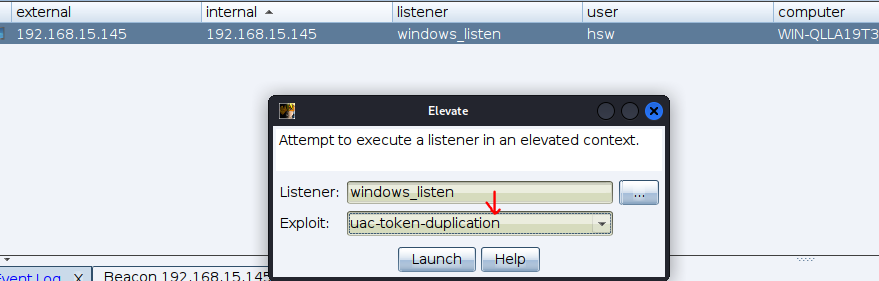 external internal listener user computer
192.168.15.145 192.168.15.145 windows_listen hsw WIN-QLLA19T3
Elevate
Attempt to execute a listener in an elevated context.
Listener: windows_listen ...
Exploit: uac-token-duplication
Launch Help
Event Log X Beacon 192.168.15.145